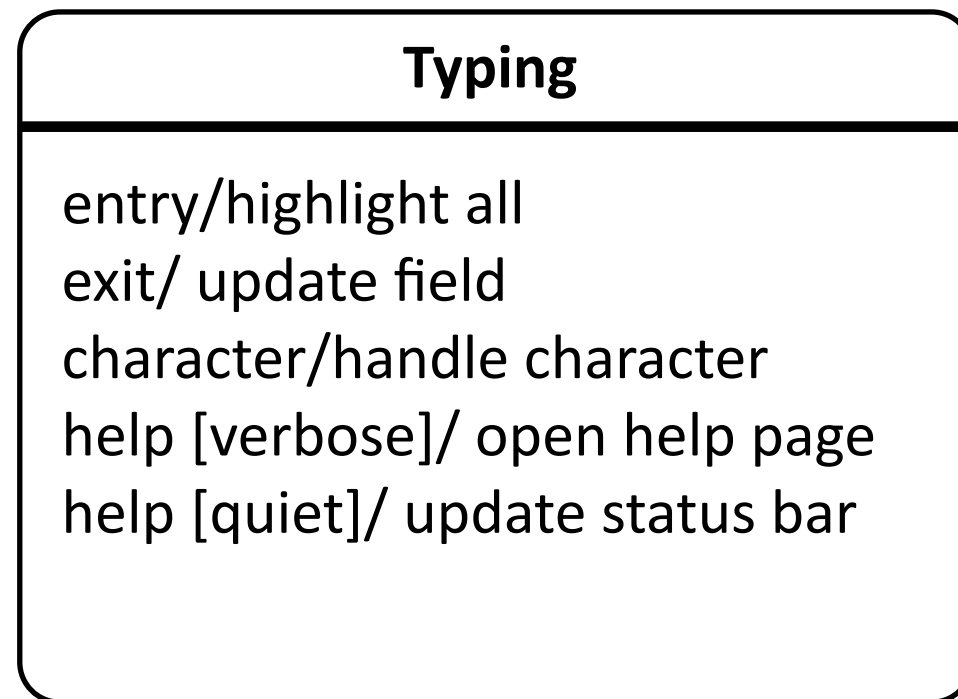 Typing
entry/highlight all
exit/ update field
character/handle character
help [verbose]/ open help page
help [quiet]/ update status bar